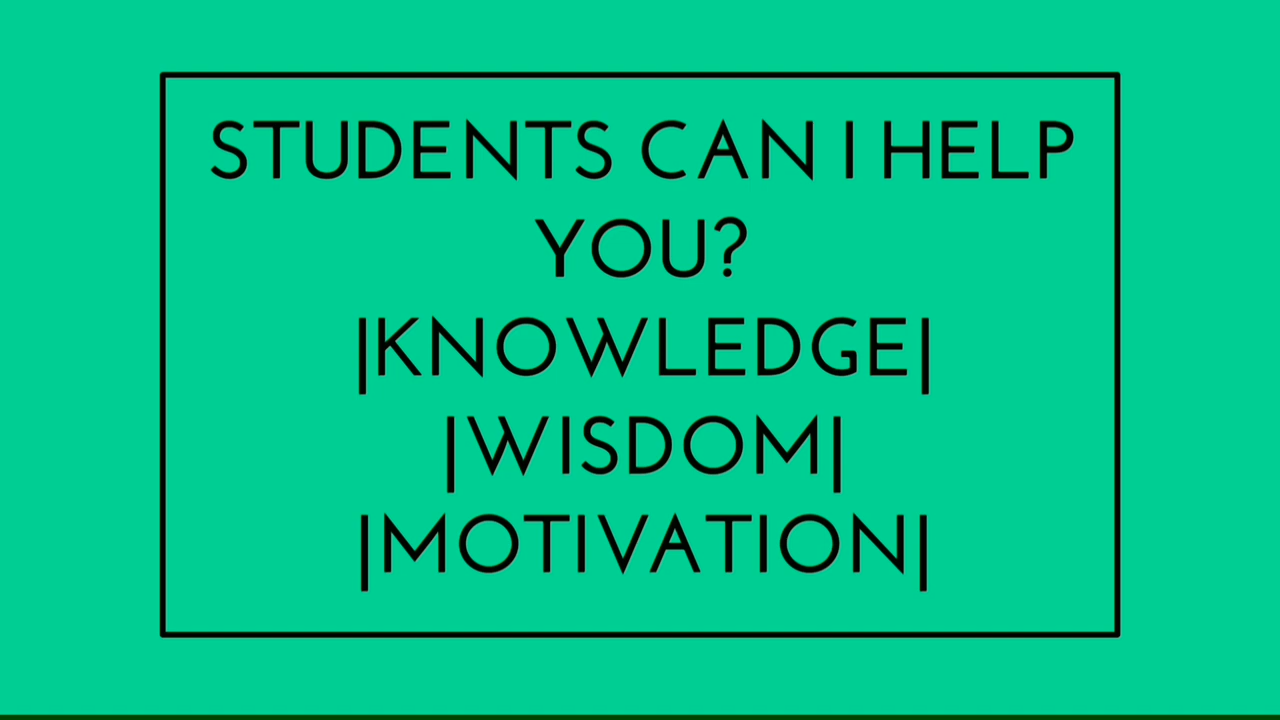 STUDENTS CAN I HELP
YOU?
|KNOWLEDGE|
|WISDOM|
|MOTIVATION|